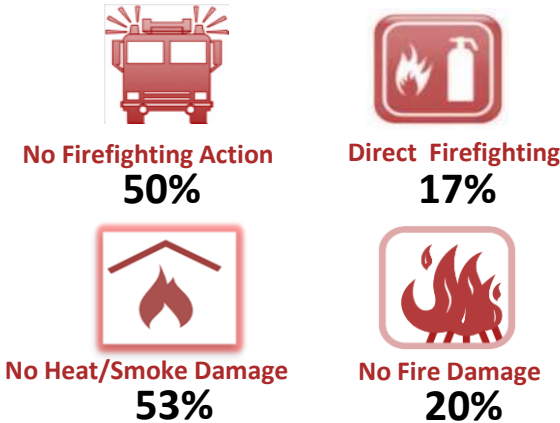 No Firefighting Action
50%
Direct Firefighting
17%
No Heat/Smoke Damage
53%
No Fire Damage
20%